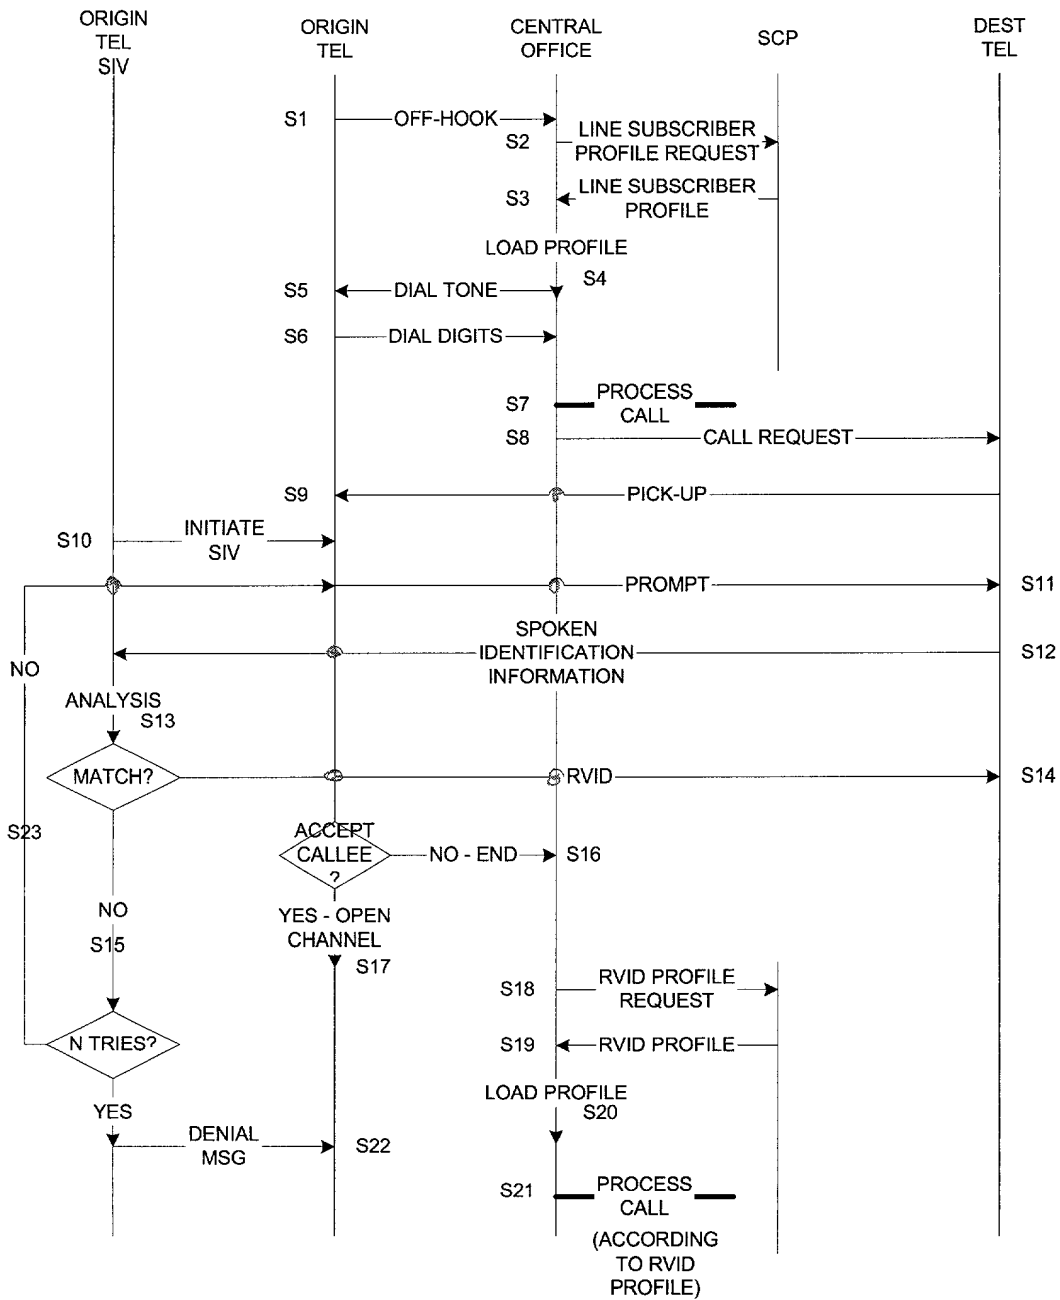 ORIGIN
TEL
SIV
ORIGIN
TEL
CENTRAL
OFFICE
SCP
DEST
TEL
S1
OFF-HOOK
S2
LINE SUBSCRIBER
PROFILE REQUEST
S3
LINE SUBSCRIBER
PROFILE
LOAD PROFILE
S4
S5
DIAL TONE
S6
DIAL DIGITS
S7
PROCESS
CALL
S8
CALL REQUEST
S9
PICK-UP
S10
INITIATE
SIV
PROMPT
S11
SPOKEN
IDENTIFICATION
INFORMATION
S12
NO
ANALYSIS
S13
MATCH?
RVID
S14
S23
ACCEPT
CALLEE
?
NO - END
S16
NO
S15
YES - OPEN
CHANNEL
S17
S18
RVID PROFILE
REQUEST
N TRIES?
S19
RVID PROFILE
LOAD PROFILE
S20
YES
DENIAL
MSG
S22
S21
PROCESS
CALL
(ACCORDING
TO RVID
PROFILE)